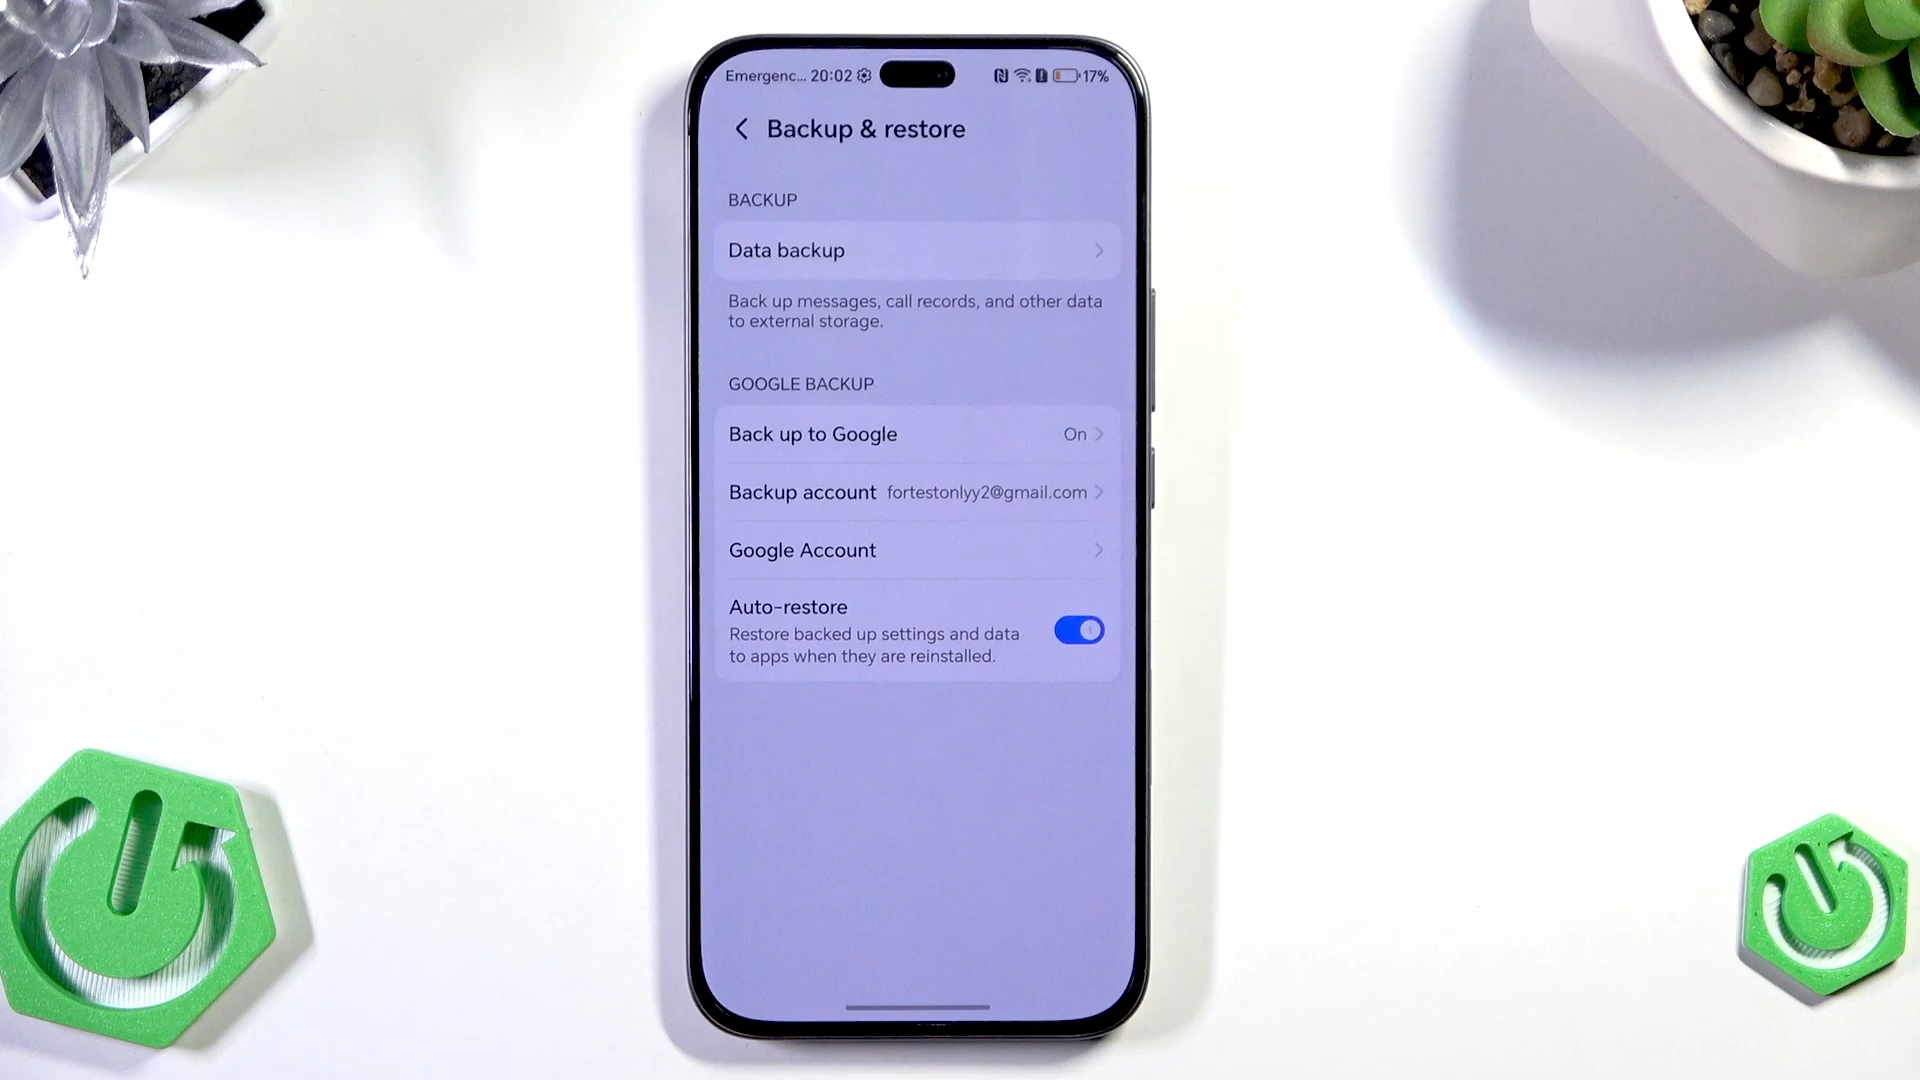 Emergenc... 20:02 17%
Backup & restore
BACKUP
Data backup
Back up messages, call records, and other data
to external storage.
GOOGLE BACKUP
Back up to Google On
Backup account fortestonlyy2@gmail.com
Google Account
Auto-restore
Restore backed up settings and data
to apps when they are reinstalled.